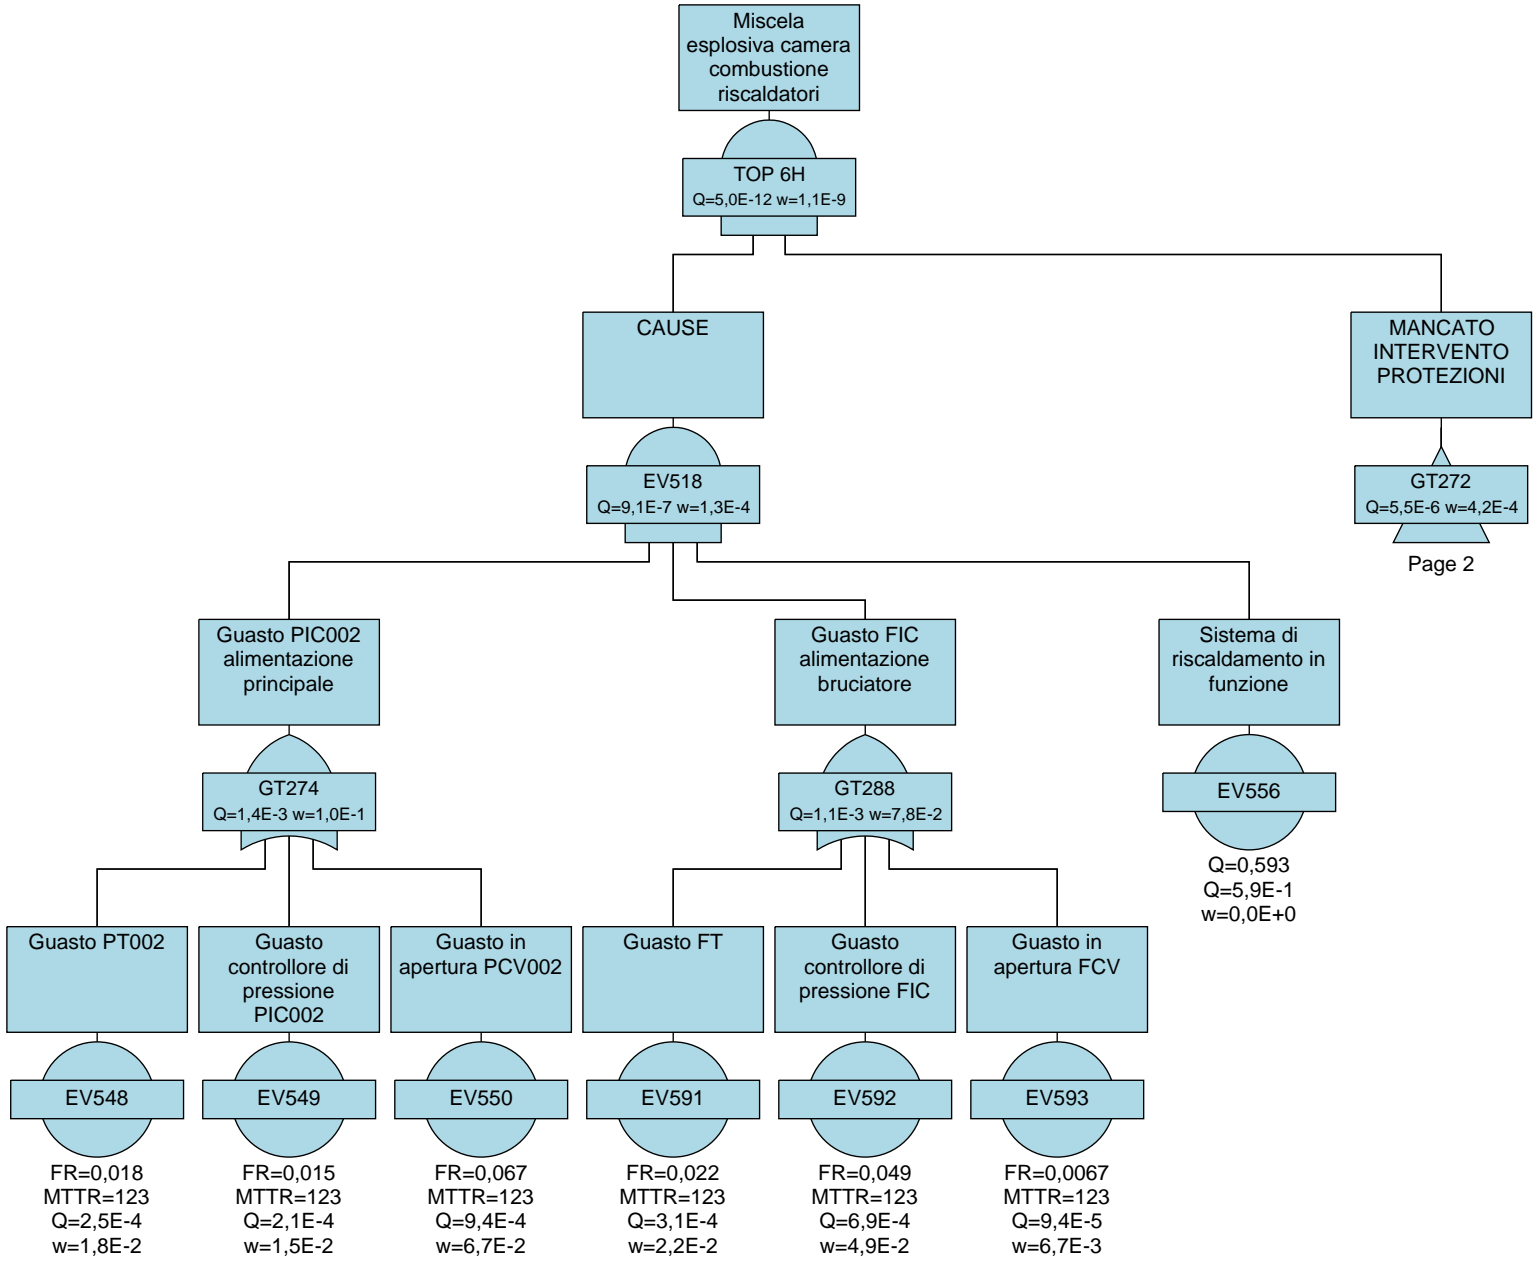 Miscela
esplosiva camera
combustione
riscaldatori
TOP 6H
Q=5,0E-12 w=1,1E-9
CAUSE
MANCATO
INTERVENTO
PROTEZIONI
EV518
Q=9,1E-7 w=1,3E-4
GT272
Q=5,5E-6 w=4,2E-4
Page 2
Guasto PIC002
alimentazione
principale
Guasto FIC
alimentazione
bruciatore
Sistema di
riscaldamento in
funzione
GT274
Q=1,4E-3 w=1,0E-1
GT288
Q=1,1E-3 w=7,8E-2
EV556
Q=0,593
Q=5,9E-1
w=0,0E+0
Guasto PT002
Guasto
controllore di
pressione
PIC002
Guasto in
apertura PCV002
Guasto FT
Guasto
controllore di
pressione FIC
Guasto in
apertura FCV
EV548
FR=0,018
MTTR=123
Q=2,5E-4
w=1,8E-2
EV549
FR=0,015
MTTR=123
Q=2,1E-4
w=1,5E-2
EV550
FR=0,067
MTTR=123
Q=9,4E-4
w=6,7E-2
EV591
FR=0,022
MTTR=123
Q=3,1E-4
w=2,2E-2
EV592
FR=0,049
MTTR=123
Q=6,9E-4
w=4,9E-2
EV593
FR=0,0067
MTTR=123
Q=9,4E-5
w=6,7E-3